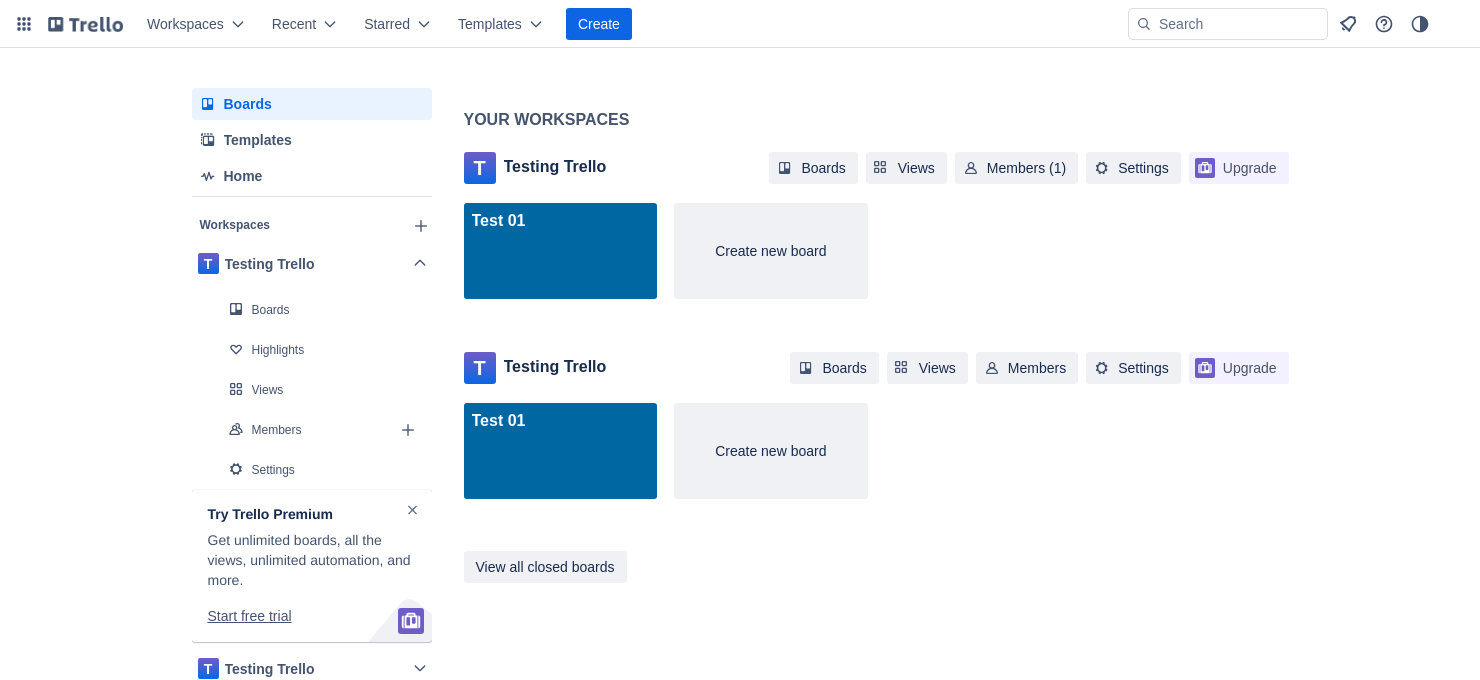 Trello
Workspaces
Recent
Starred
Templates
Create
Search
Boards
Templates
Home
Workspaces
T Testing Trello
Boards
Highlights
Views
Members
Settings
Try Trello Premium
Get unlimited boards, all the
views, unlimited automation, and
more.
Start free trial
T Testing Trello
YOUR WORKSPACES
T Testing Trello
Boards
Views
Members (1)
Settings
Upgrade
Test 01
Create new board
T Testing Trello
Boards
Views
Members
Settings
Upgrade
Test 01
Create new board
View all closed boards